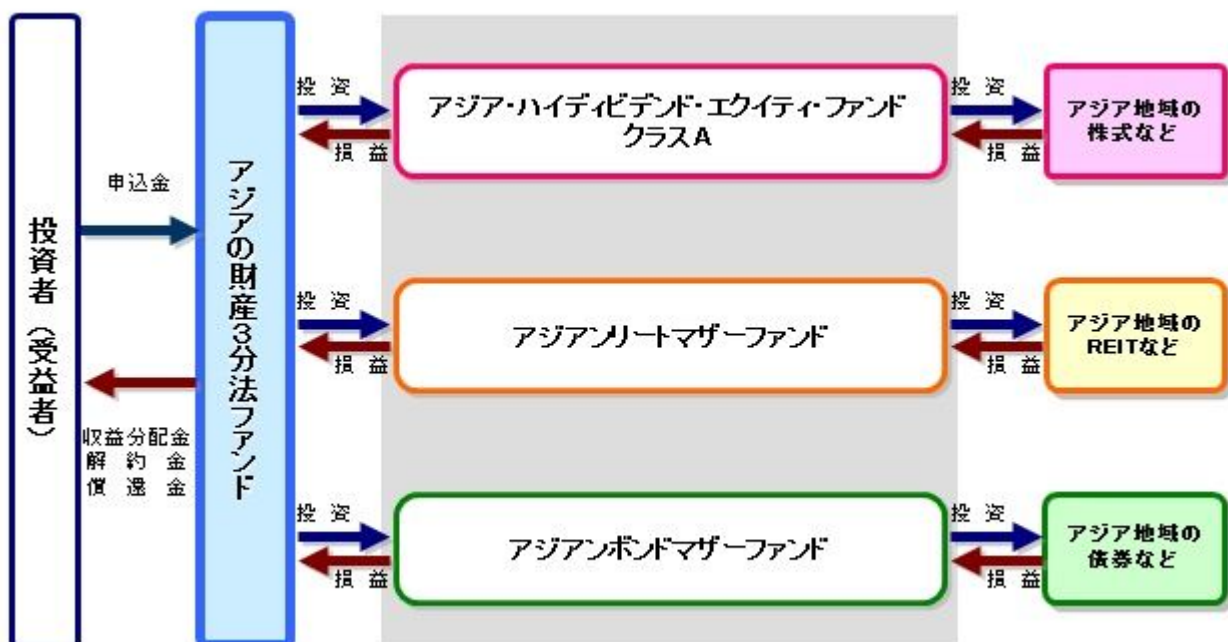 投資者（受益者）
申込金
収益分配金
解約金
償還金
アジアの財産3分法ファンド
投資
損益
アジア・ハイディビデンド・エクイティ・ファンド
クラスA
投資
損益
アジア地域の
株式など
投資
損益
アジアンリートマザーファンド
投資
損益
アジア地域の
REITなど
投資
損益
アジアンボンドマザーファンド
投資
損益
アジア地域の
債券など